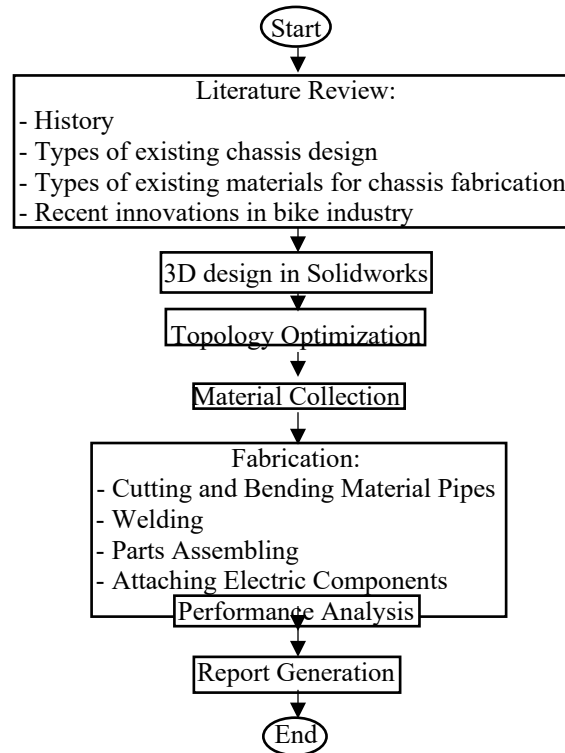 Start
Literature Review:
- History
- Types of existing chassis design
- Types of existing materials for chassis fabrication
- Recent innovations in bike industry
3D design in Solidworks
Topology Optimization
Material Collection
Fabrication:
- Cutting and Bending Material Pipes
- Welding
- Parts Assembling
- Attaching Electric Components
Performance Analysis
Report Generation
End